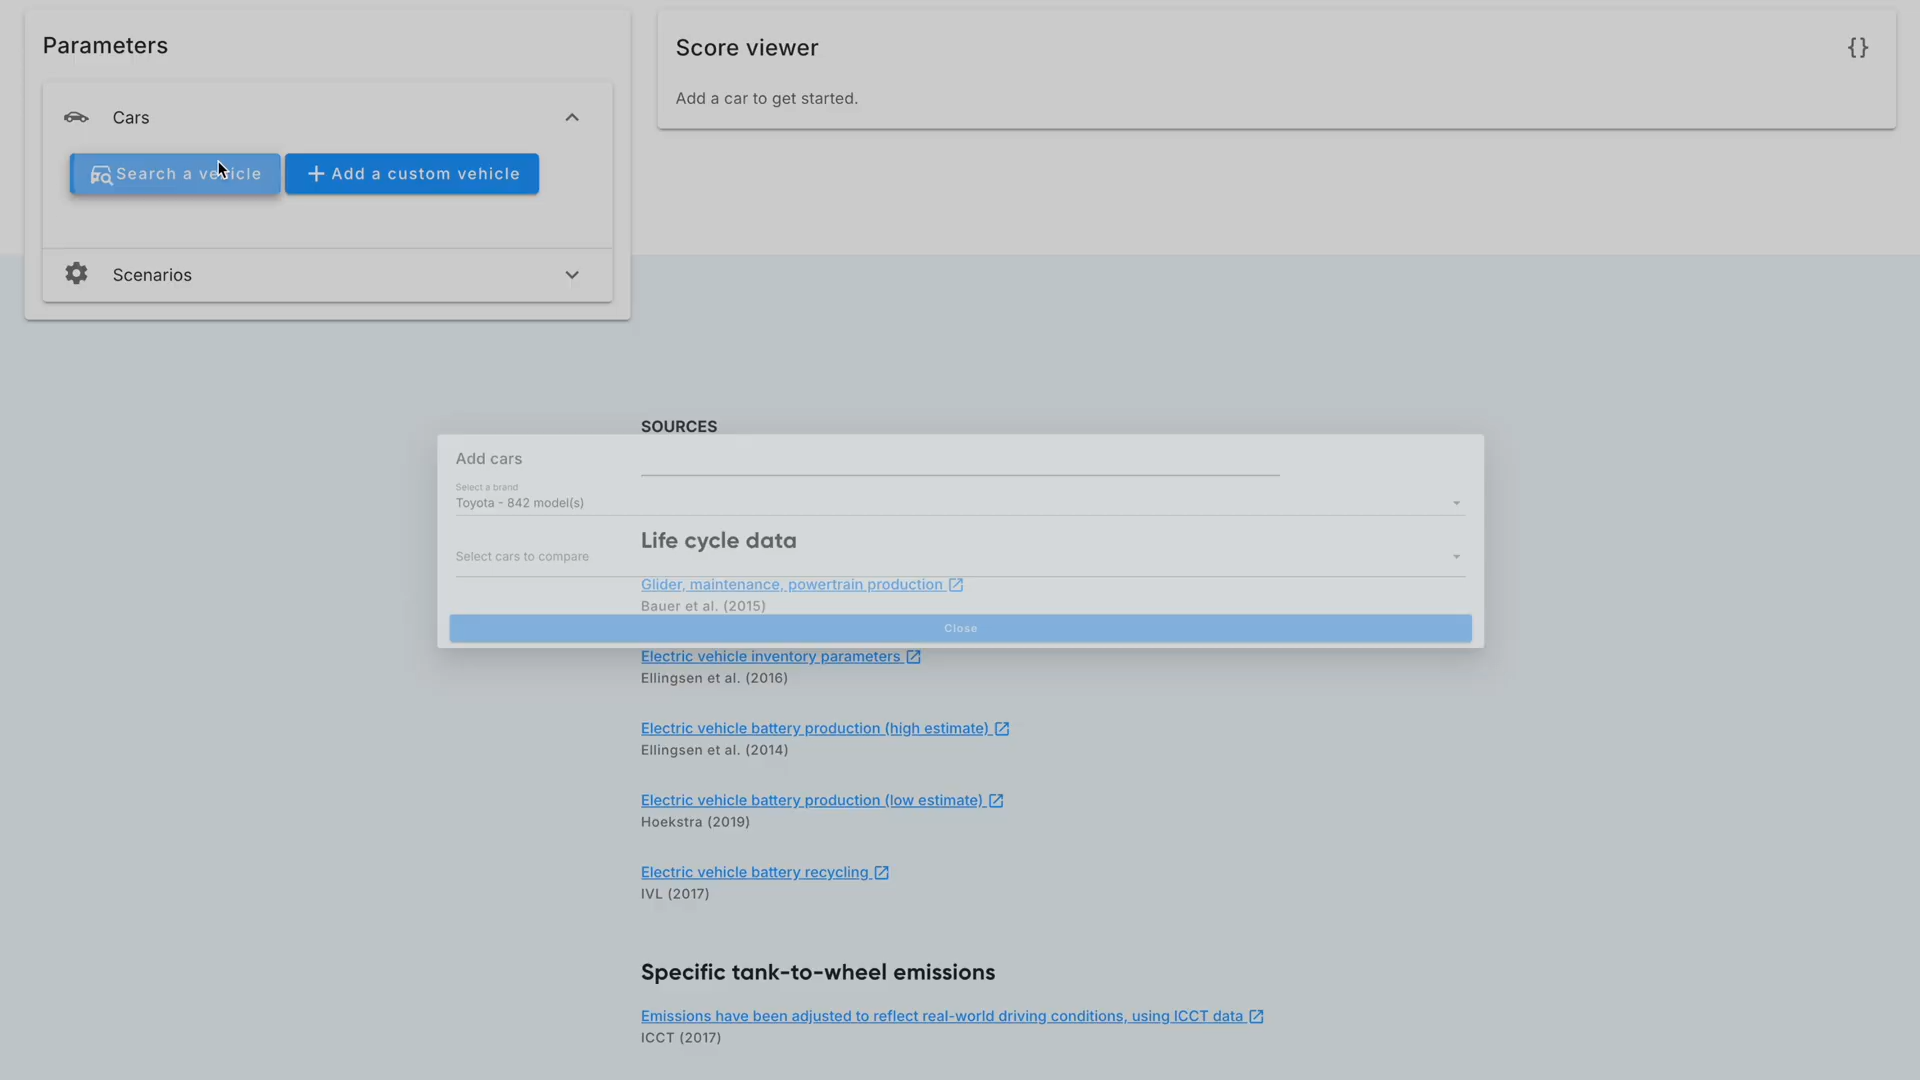 Parameters
Cars
Search a vehicle
Add a custom vehicle
Scenarios
Score viewer
{}
Add a car to get started.
SOURCES
Add cars
Select a brand
Toyota - 842 model(s)
Life cycle data
Select cars to compare
Glider, maintenance, powertrain production
Bauer et al. (2015)
Close
Electric vehicle inventory parameters
Ellingsen et al. (2016)
Electric vehicle battery production (high estimate)
Ellingsen et al. (2014)
Electric vehicle battery production (low estimate)
Hoekstra (2019)
Electric vehicle battery recycling
IVL (2017)
Specific tank-to-wheel emissions
Emissions have been adjusted to reflect real-world driving conditions, using ICCT data
ICCT (2017)